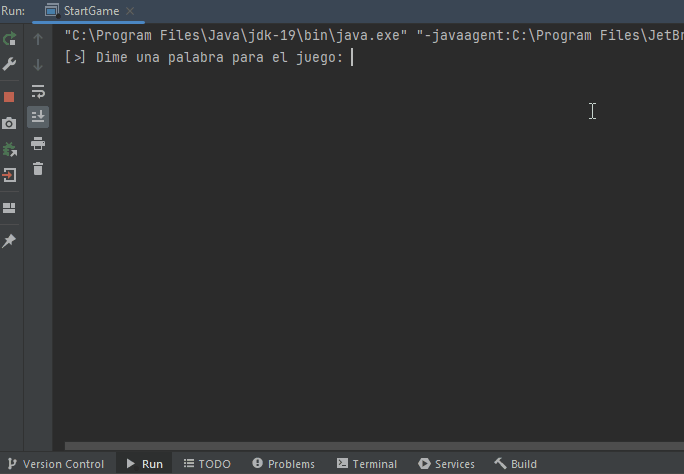 Run: StartGame
"C:\Program Files\Java\jdk-19\bin\java.exe" "-javaagent:C:\Program Files\JetBr
[>] Dime una palabra para el juego:
Version Control Run TODO Problems Terminal Services Build